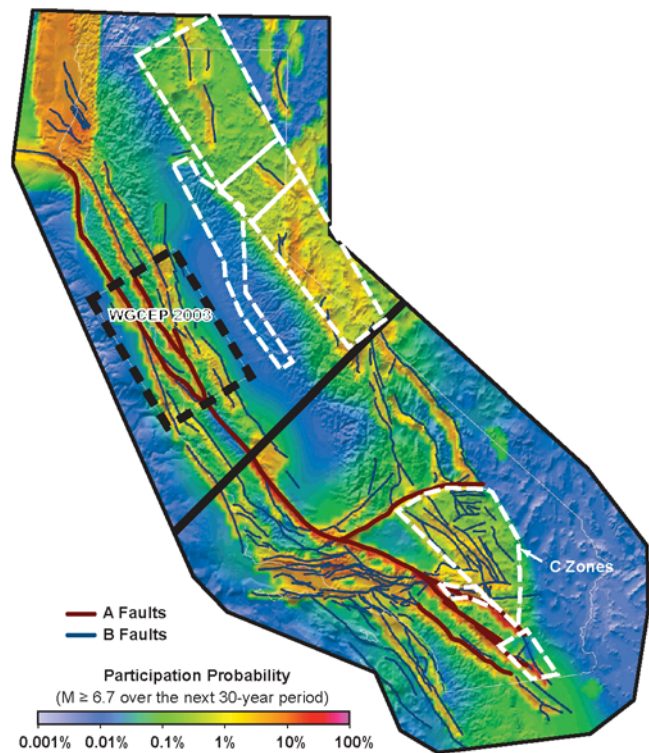 WGCEP 2003
C Zones
A Faults
B Faults
Participation Probability
(M ≥ 6.7 over the next 30-year period)
0.001% 0.01% 0.1% 1% 10% 100%